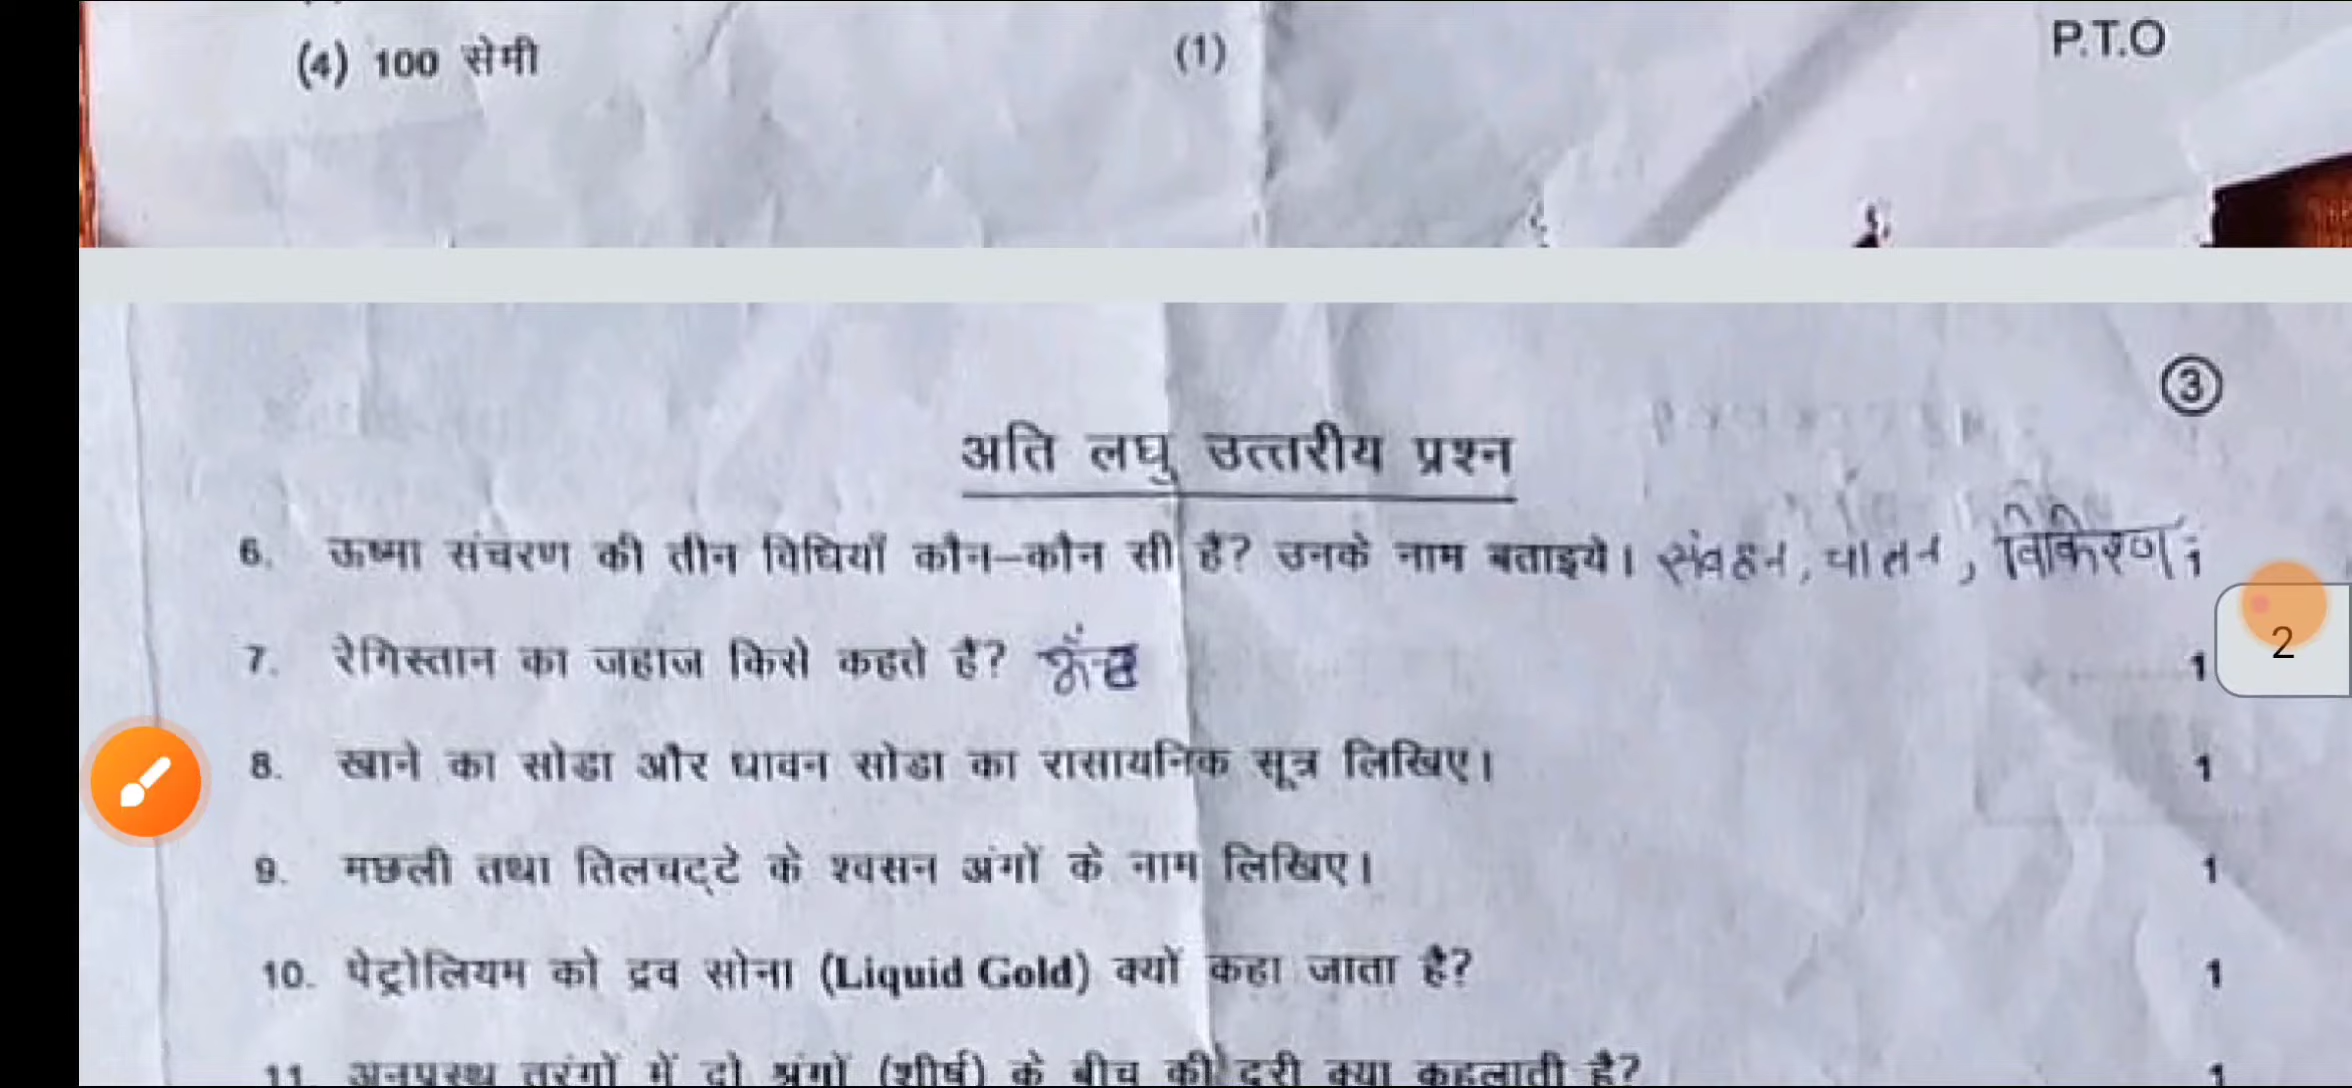 (4) 100 सेमी
(1)
P.T.O
3
अति लघु उत्तरीय प्रश्न
6. ऊष्मा संचरण की तीन विधियाँ कौन–कौन सी हैं? उनके नाम बताइये। संवहन, चालन, विकिरण 1
7. रेगिस्तान का जहाज किसे कहते हैं? ऊँट 1
2
8. खाने का सोडा और धावन सोडा का रासायनिक सूत्र लिखिए। 1
9. मछली तथा तिलचट्टे के श्वसन अंगों के नाम लिखिए। 1
10. पेट्रोलियम को द्रव सोना (Liquid Gold) क्यों कहा जाता है? 1
11 अनुप्रस्थ तरंगों में दो श्रृंगों (शीर्ष) के बीच की दूरी क्या कहलाती है? 1